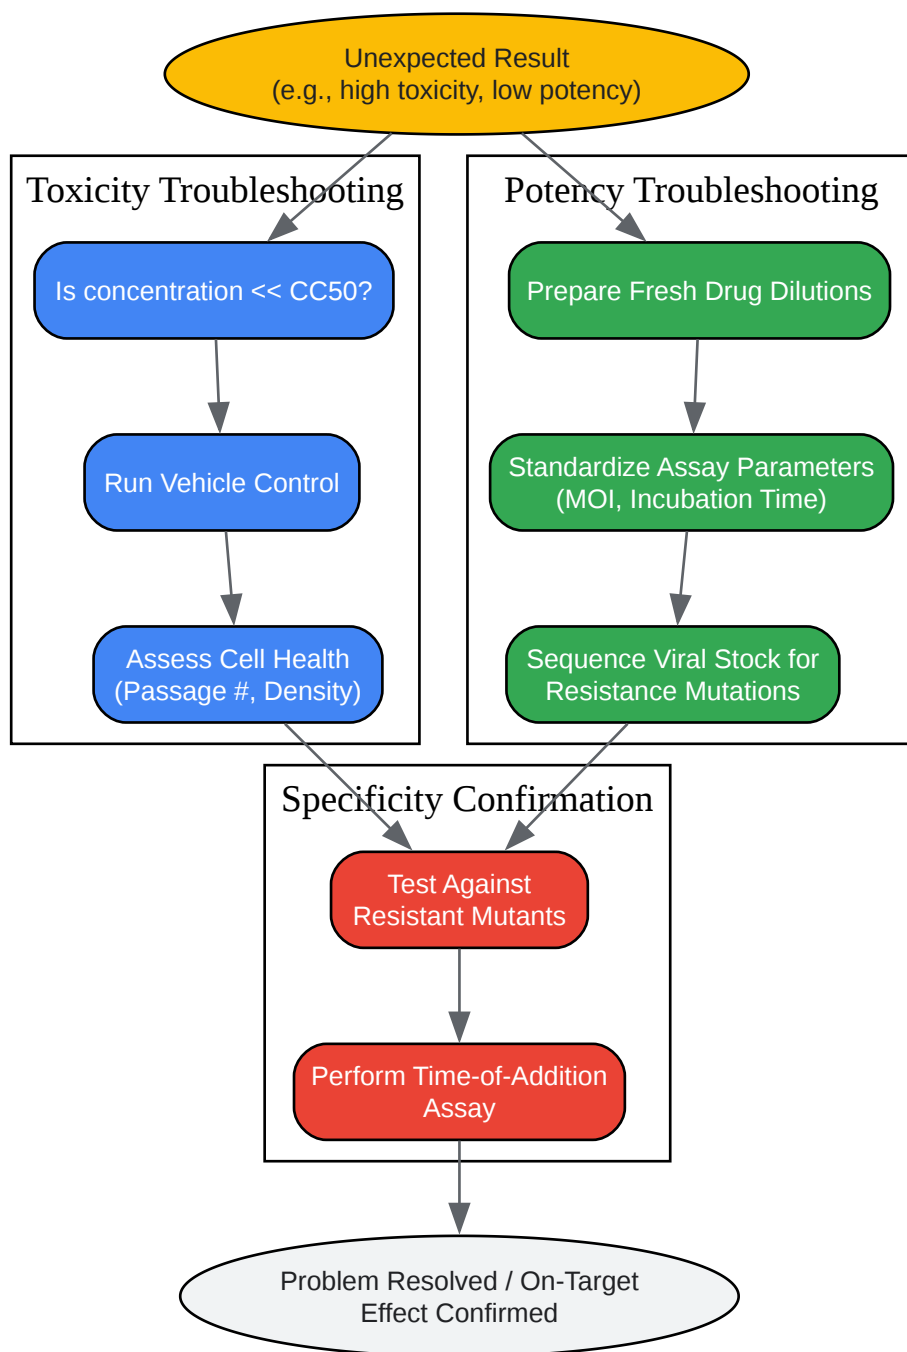 Unexpected Result
(e.g., high toxicity, low potency)
Toxicity Troubleshooting
Is concentration << CC50?
Run Vehicle Control
Assess Cell Health
(Passage #, Density)
Potency Troubleshooting
Prepare Fresh Drug Dilutions
Standardize Assay Parameters
(MOI, Incubation Time)
Sequence Viral Stock for
Resistance Mutations
Specificity Confirmation
Test Against
Resistant Mutants
Perform Time-of-Addition
Assay
Problem Resolved / On-Target
Effect Confirmed